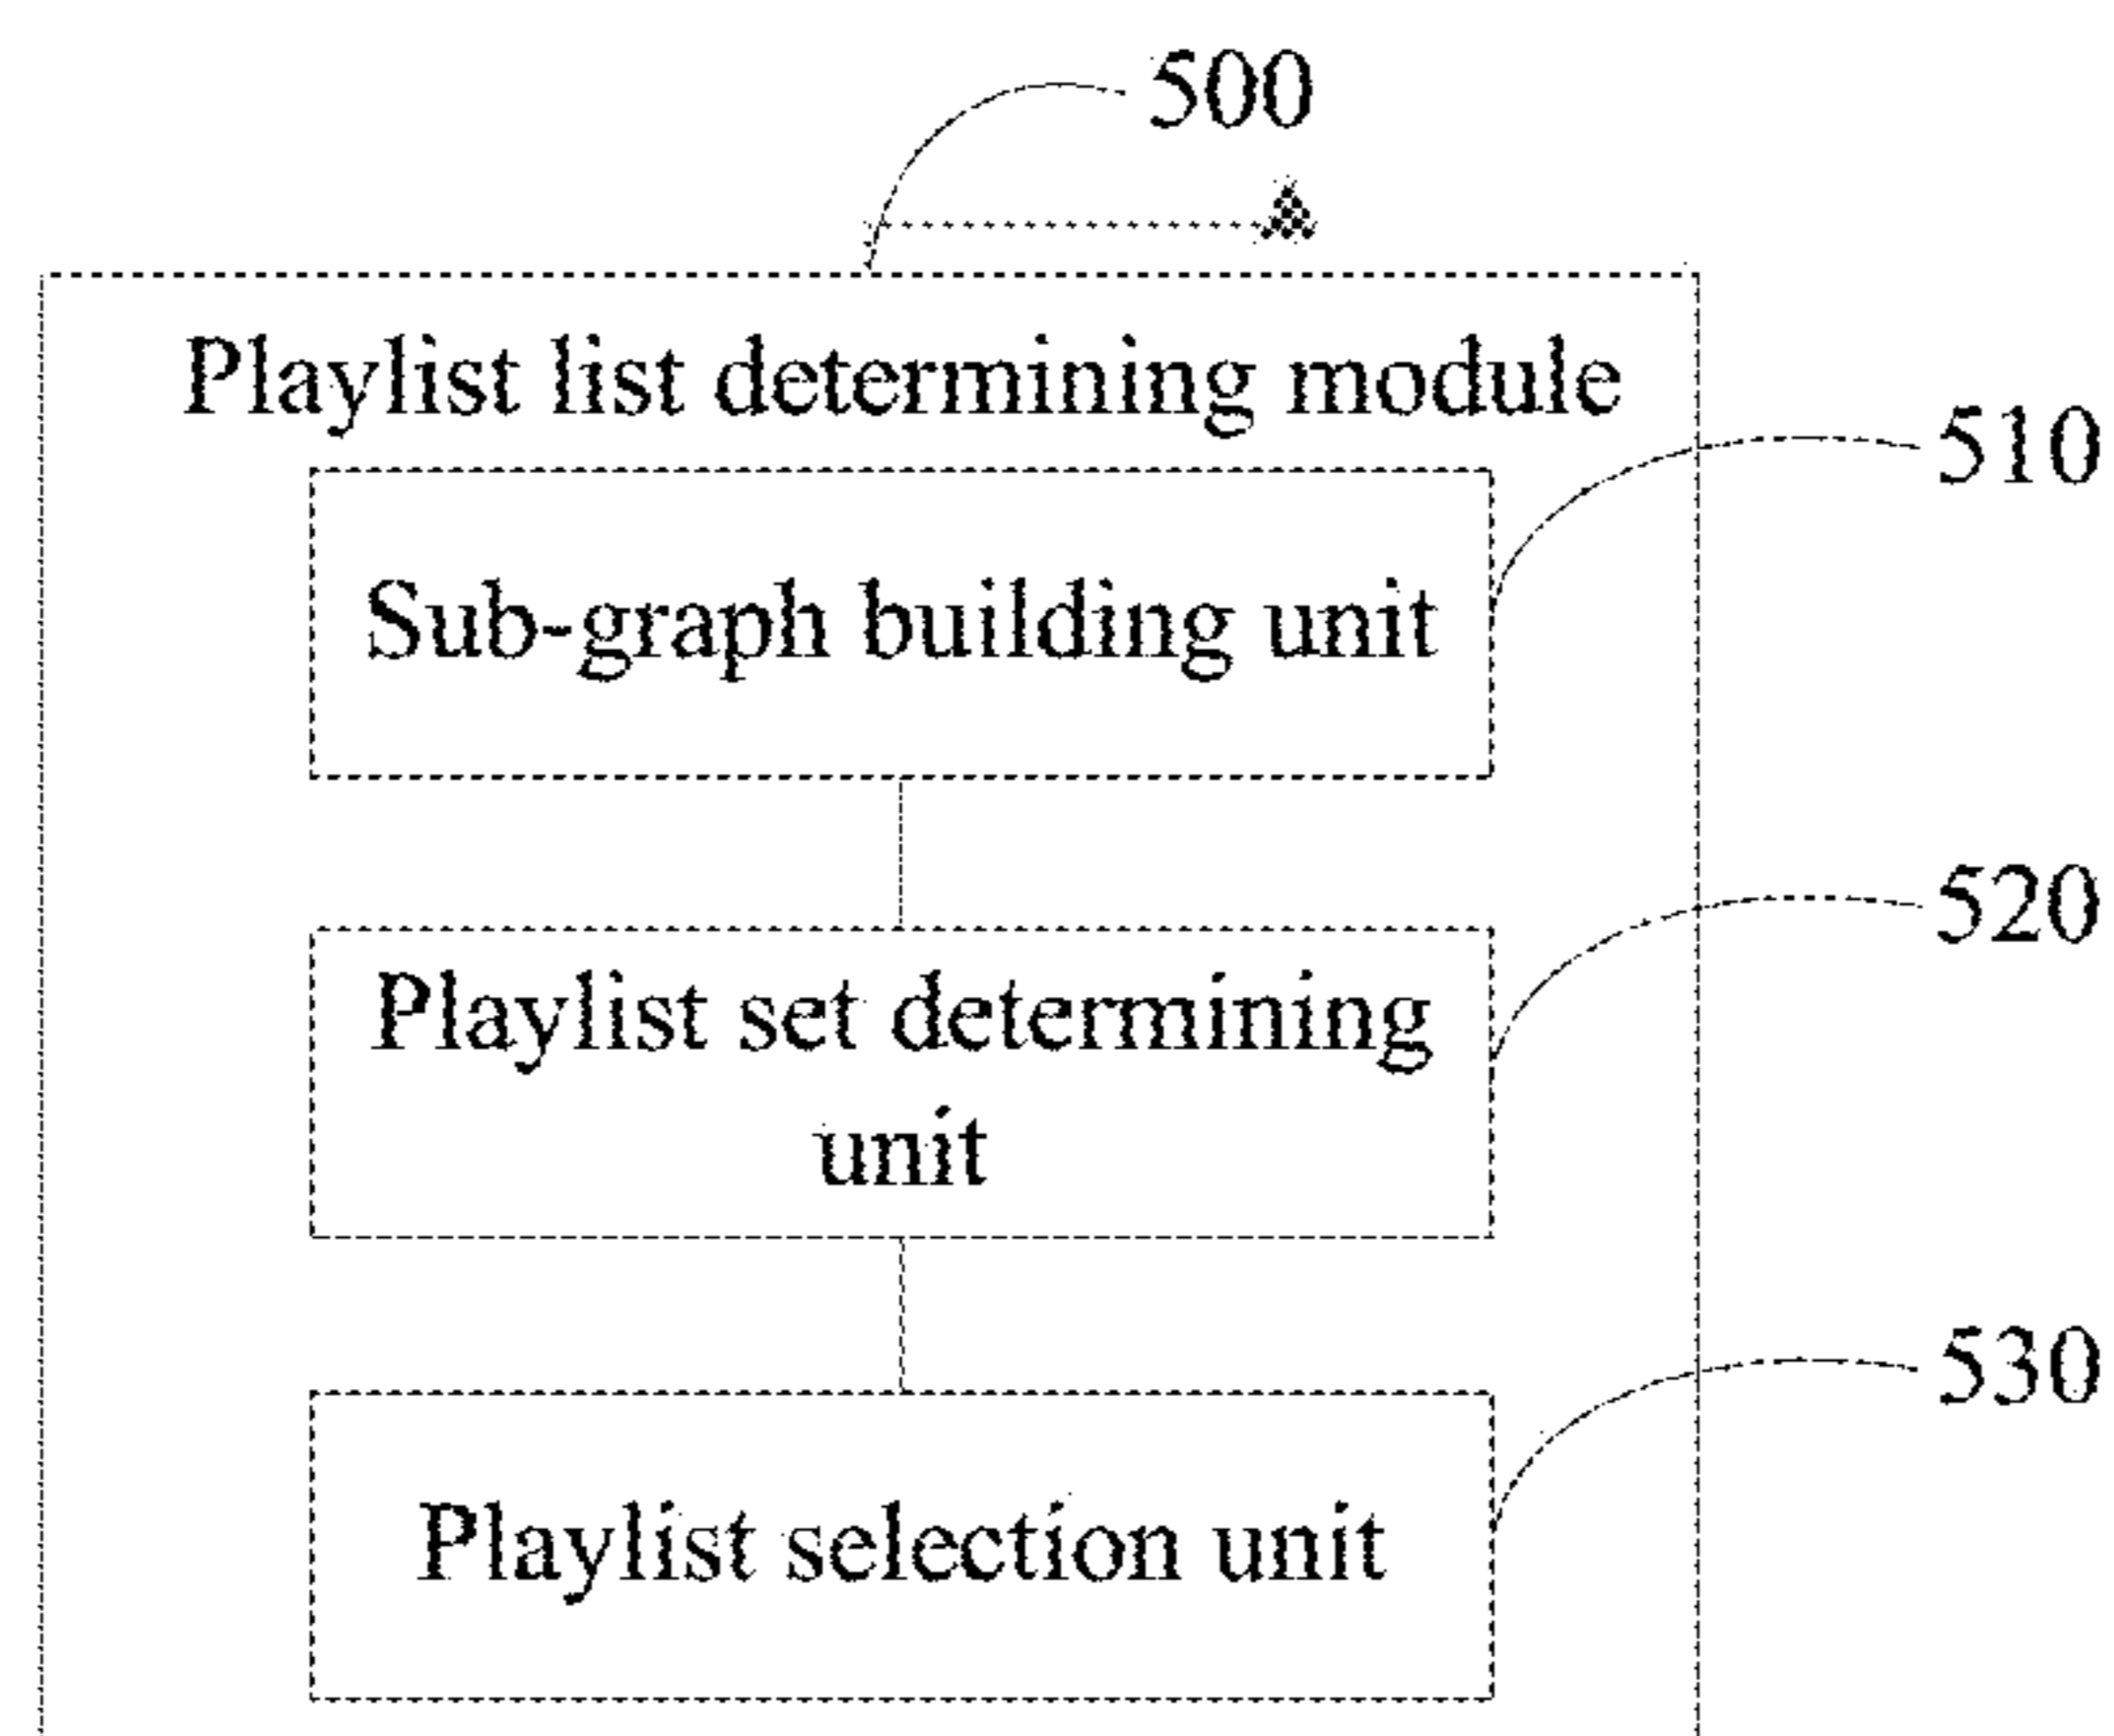 500
Playlist list determining module
510
Sub-graph building unit
520
Playlist set determining
unit
530
Playlist selection unit